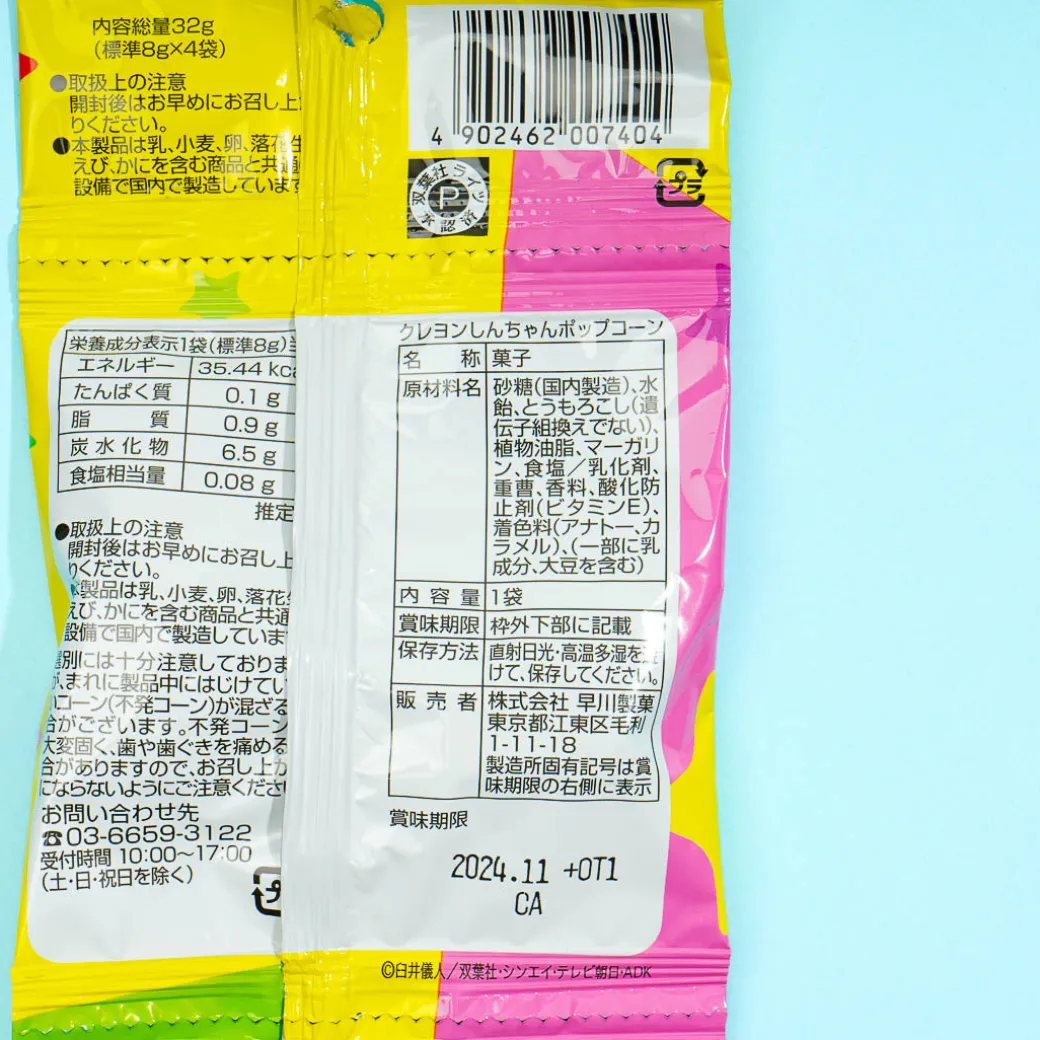 内容総量32g
(標準8g×4袋)
●取扱上の注意
開封後はお早めにお召し上
りください。
●本製品は乳、小麦、卵、落花生
えび、かにを含む商品と共通
設備で国内で製造しています
4 902462 007404
双葉社ライツ
P
承認済
プラ
栄養成分表示1袋(標準8g)当
エネルギー 35.44 kca
たんぱく質 0.1 g
脂質 0.9 g
炭水化物 6.5 g
食塩相当量 0.08 g
推定
●取扱上の注意
開封後はお早めにお召し上
りください。
本製品は乳、小麦、卵、落花生
えび、かにを含む商品と共通
設備で国内で製造していま
選別には十分注意しておりま
が、まれに製品中にはじけてい
いコーン(不発コーン)が混ざる
合がございます。不発コーン
大変固く、歯や歯ぐきを痛める
合がありますので、お召し上が
にならないようにご注意くださ
お問い合わせ先
☎03-6659-3122
受付時間 10:00〜17:00
(土・日・祝日を除く)
プ
クレヨンしんちゃんポップコーン
名称 菓子
原材料名 砂糖(国内製造)、水
飴、とうもろこし(遺
伝子組換えでない)、
植物油脂、マーガリ
ン、食塩/乳化剤、
重曹、香料、酸化防
止剤(ビタミンE)、
着色料(アナトー、カ
ラメル)、(一部に乳
成分、大豆を含む)
内容量 1袋
賞味期限 枠外下部に記載
保存方法 直射日光・高温多湿を避
けて、保存してください。
販売者 株式会社 早川製菓
東京都江東区毛利
1-11-18
製造所固有記号は賞
味期限の右側に表示
賞味期限
2024.11 +OT1
CA
©臼井儀人/双葉社・シンエイ・テレビ朝日・ADK